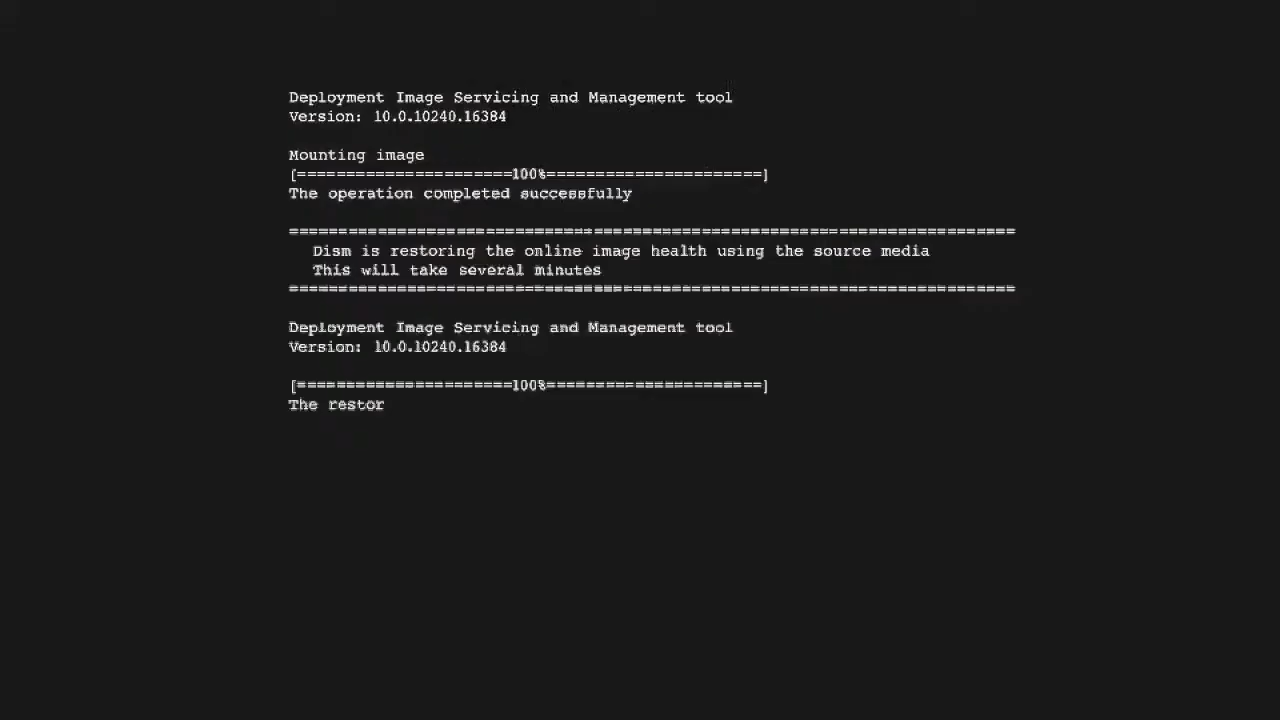 Deployment Image Servicing and Management tool
Version: 10.0.10240.16384
Mounting image
[======================100%======================]
The operation completed successfully
===========================================================================
Dism is restoring the online image health using the source media
This will take several minutes
===========================================================================
Deployment Image Servicing and Management tool
Version: 10.0.10240.16384
[======================100%======================]
The restor